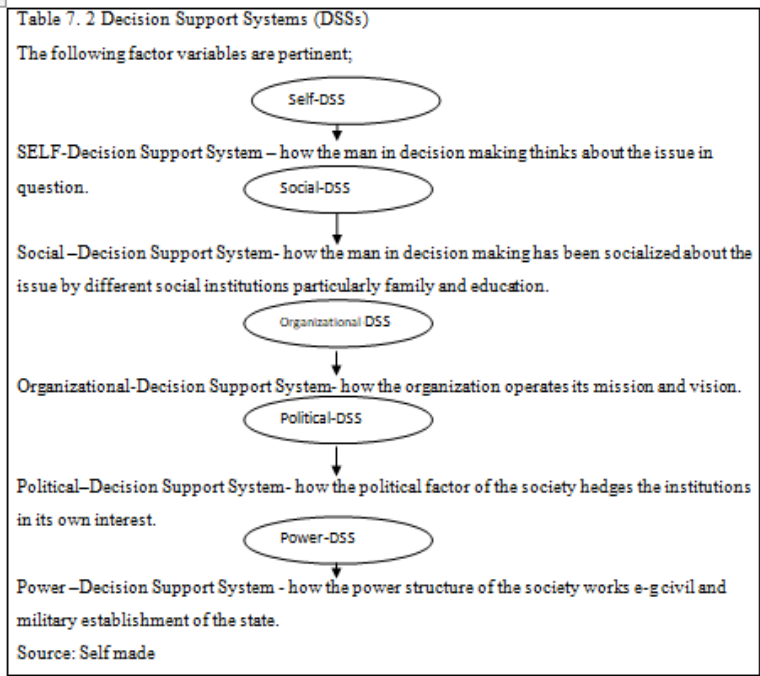 Table 7. 2 Decision Support Systems (DSSs)
The following factor variables are pertinent;
Self-DSS
SELF-Decision Support System – how the man in decision making thinks about the issue in
question.
Social-DSS
Social –Decision Support System- how the man in decision making has been socialized about the
issue by different social institutions particularly family and education.
Organizational-DSS
Organizational-Decision Support System- how the organization operates its mission and vision.
Political-DSS
Political–Decision Support System- how the political factor of the society hedges the institutions
in its own interest.
Power-DSS
Power –Decision Support System - how the power structure of the society works e-g civil and
military establishment of the state.
Source: Self made